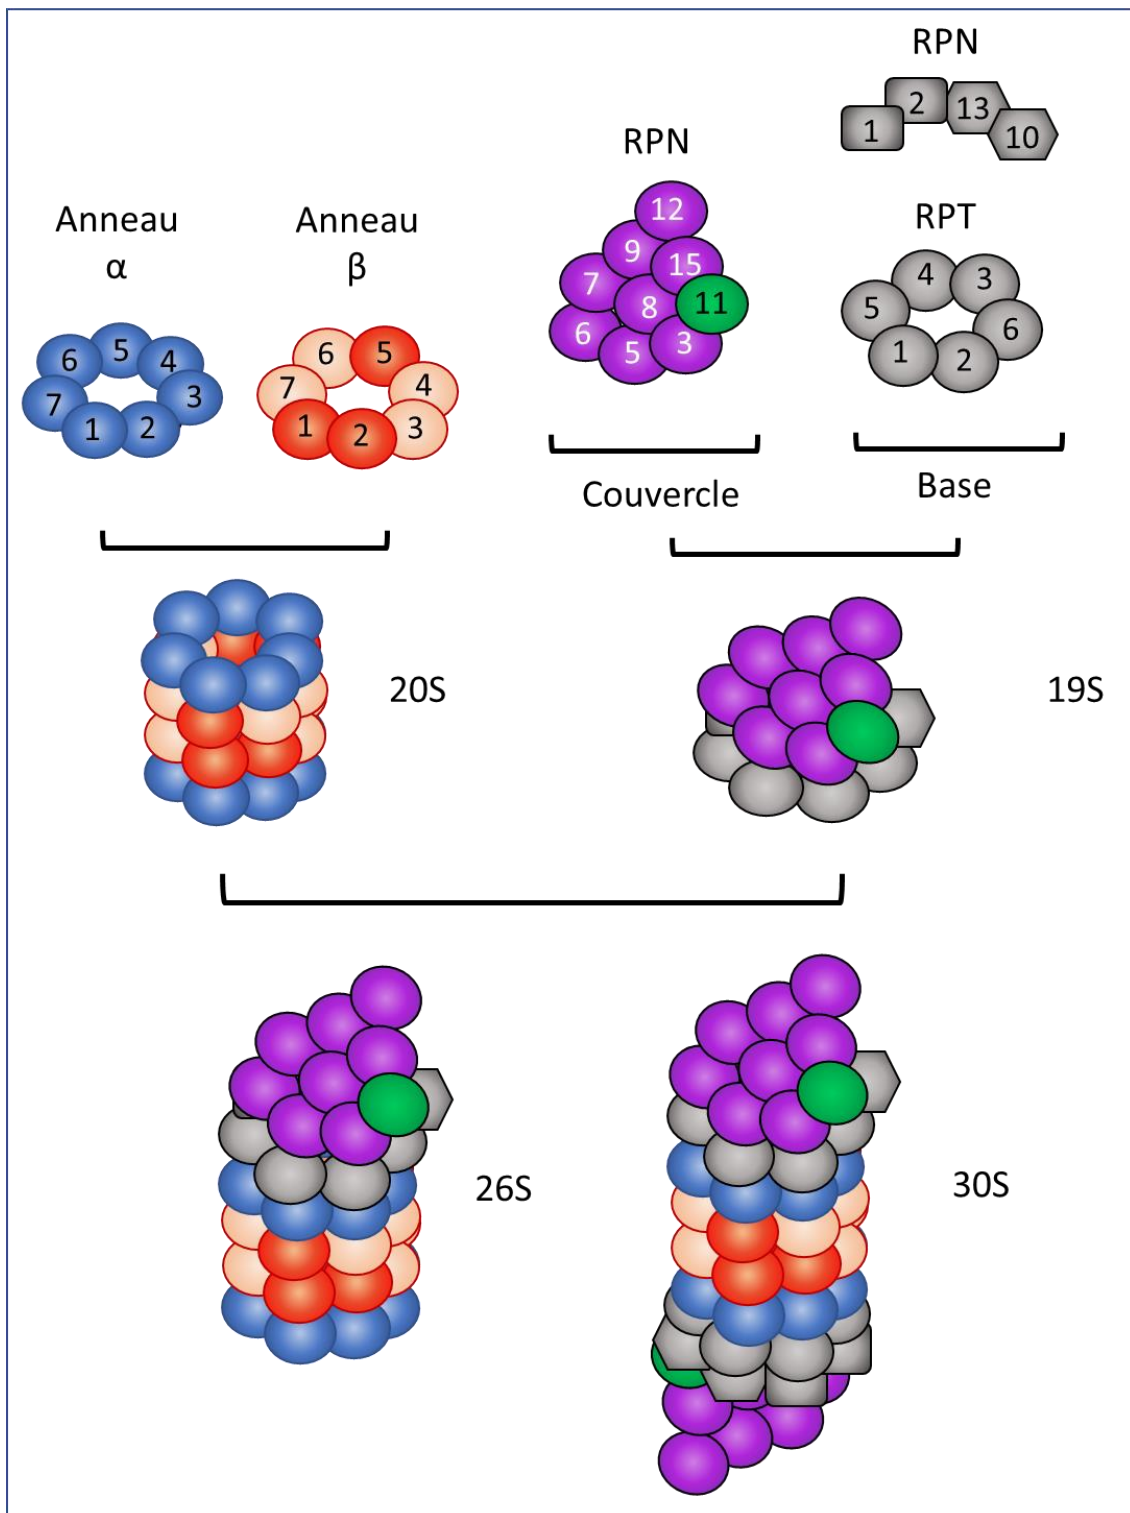 RPN
1 2 13 10
RPN
12
9 15
7 8 11
6 5 3
RPT
4 3
5 6
1 2
Anneau
α
Anneau
β
6 5 4
7 3
1 2
6 5
7 4
1 2 3
Couvercle
Base
20S
19S
26S
30S